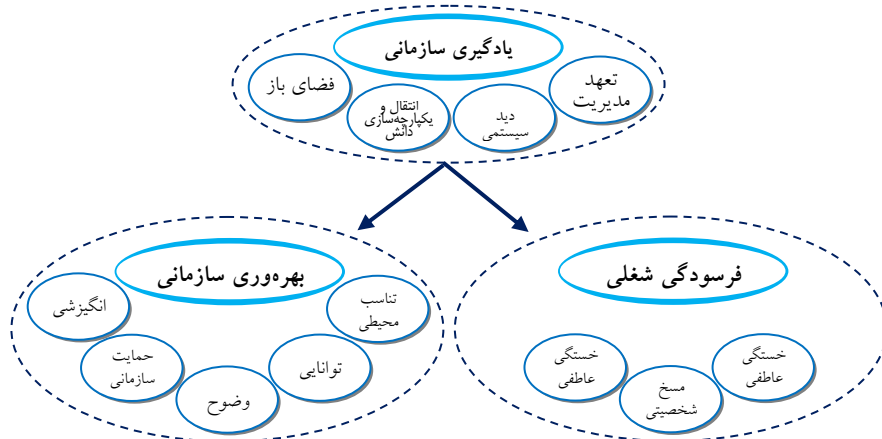 یادگیری سازمانی
تعهد
مدیریت
دید
سیستمی
انتقال و
یکپارچه‌سازی
دانش
فضای باز
فرسودگی شغلی
خستگی
عاطفی
مسخ
شخصیتی
خستگی
عاطفی
بهره‌وری سازمانی
تناسب
محیطی
توانایی
وضوح
حمایت
سازمانی
انگیزشی